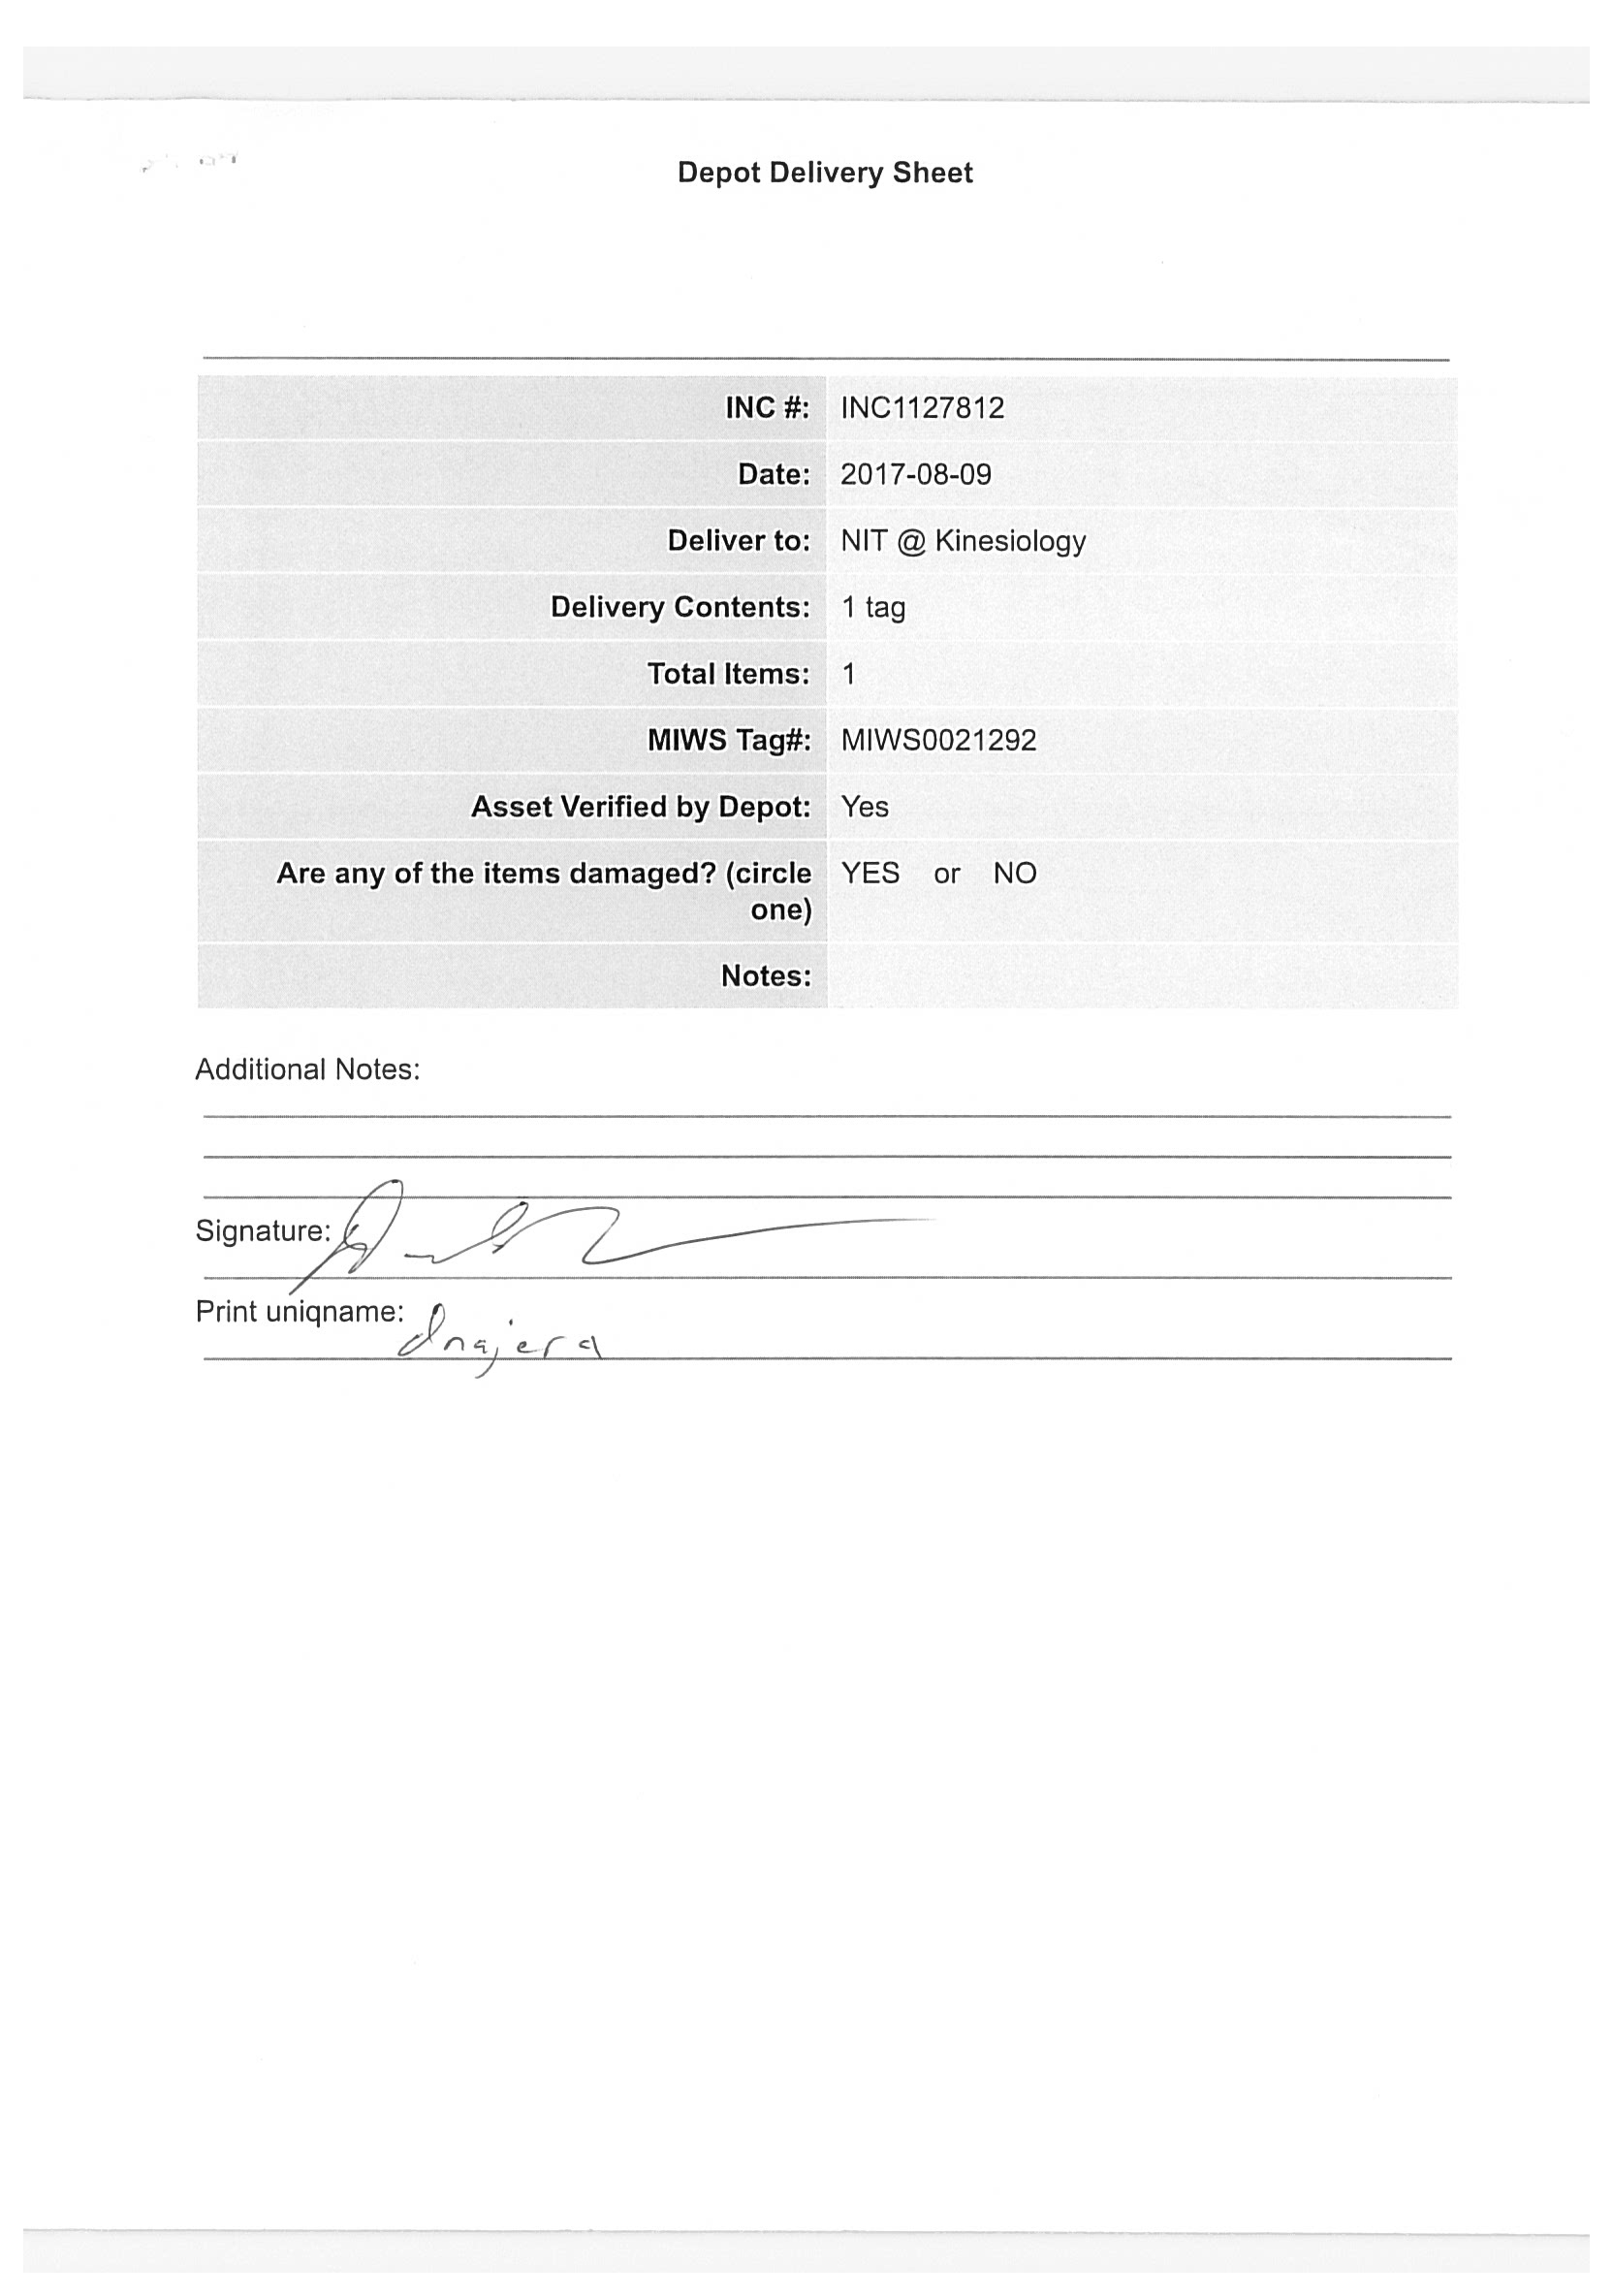 Depot Delivery Sheet
INC #: INC1127812
Date: 2017-08-09
Deliver to: NIT @ Kinesiology
Delivery Contents: 1 tag
Total Items: 1
MIWS Tag#: MIWS0021292
Asset Verified by Depot: Yes
Are any of the items damaged? (circle YES or NO
one)
Notes:
Additional Notes:
Signature:
Print uniqname: dnajera